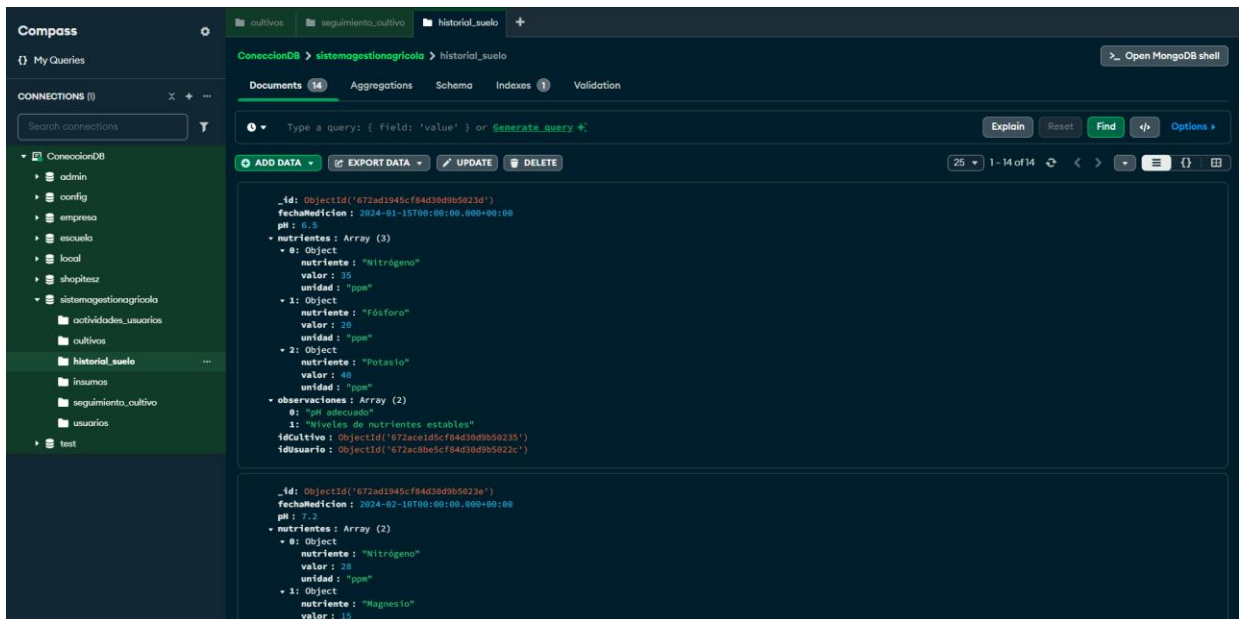 Compass
{} My Queries
CONNECTIONS (1)
Search connections
ConeccionDB
admin
config
empresa
escuela
local
shopitesz
sistemagestionagricola
actividades_usuarios
cultivos
historial_suelo
insumos
seguimiento_cultivo
usuarios
test
cultivos seguimiento_cultivo historial_suelo +
ConeccionDB > sistemagestionagricola > historial_suelo
>_ Open MongoDB shell
Documents 14 Aggregations Schema Indexes 1 Validation
Type a query: { field: 'value' } or Generate query
Explain Reset Find </> Options
ADD DATA EXPORT DATA UPDATE DELETE
25 1 – 14 of 14 {}
_id: ObjectId('672ad1945cf84d30d9b5023d')
fechaMedicion : 2024-01-15T00:00:00.000+00:00
pH : 6.5
nutrientes : Array (3)
0: Object
nutriente : "Nitrógeno"
valor : 35
unidad : "ppm"
1: Object
nutriente : "Fósforo"
valor : 20
unidad : "ppm"
2: Object
nutriente : "Potasio"
valor : 40
unidad : "ppm"
observaciones : Array (2)
0: "pH adecuado"
1: "Niveles de nutrientes estables"
idCultivo : ObjectId('672ace1d5cf84d30d9b50235')
idUsuario : ObjectId('672ac8be5cf84d30d9b5022c')
_id: ObjectId('672ad1945cf84d30d9b5023e')
fechaMedicion : 2024-02-10T00:00:00.000+00:00
pH : 7.2
nutrientes : Array (2)
0: Object
nutriente : "Nitrógeno"
valor : 28
unidad : "ppm"
1: Object
nutriente : "Magnesio"
valor : 15